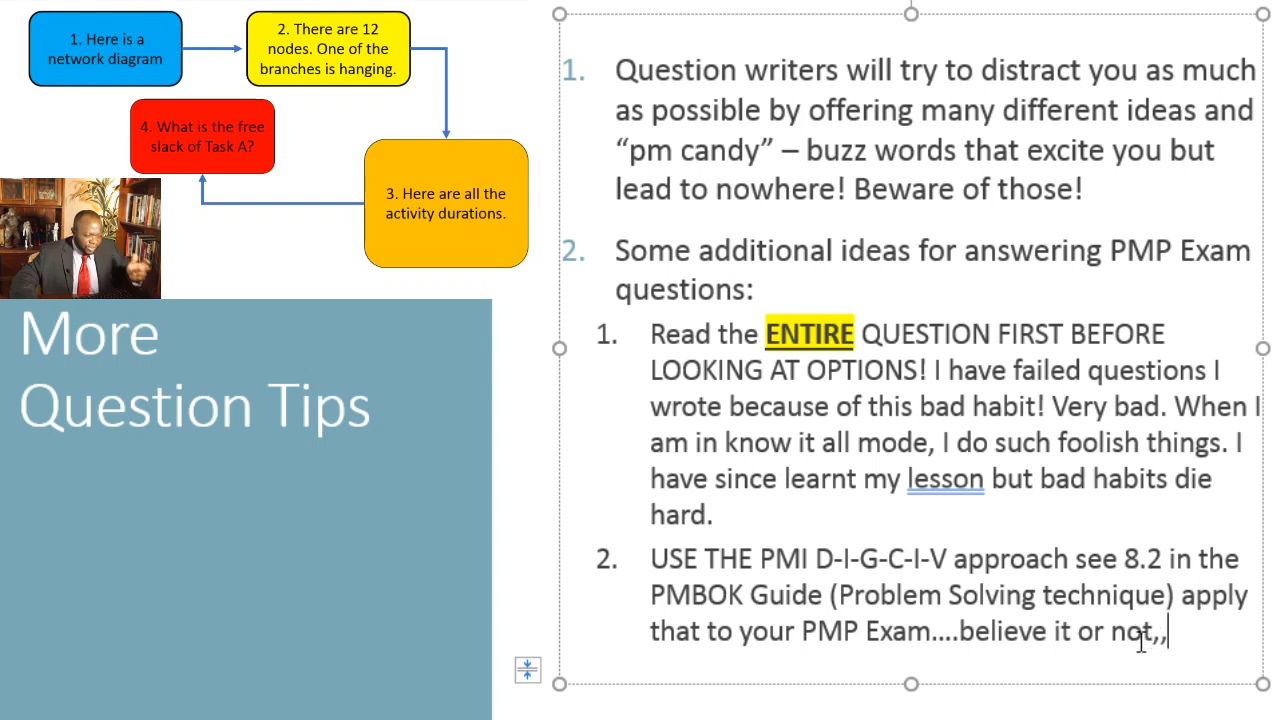 1. Here is a
network diagram
2. There are 12
nodes. One of the
branches is hanging.
3. Here are all the
activity durations.
4. What is the free
slack of Task A?
More
Question Tips
1. Question writers will try to distract you as much
as possible by offering many different ideas and
“pm candy” – buzz words that excite you but
lead to nowhere! Beware of those!
2. Some additional ideas for answering PMP Exam
questions:
1. Read the ENTIRE QUESTION FIRST BEFORE
LOOKING AT OPTIONS! I have failed questions I
wrote because of this bad habit! Very bad. When I
am in know it all mode, I do such foolish things. I
have since learnt my lesson but bad habits die
hard.
2. USE THE PMI D-I-G-C-I-V approach see 8.2 in the
PMBOK Guide (Problem Solving technique) apply
that to your PMP Exam....believe it or not,,